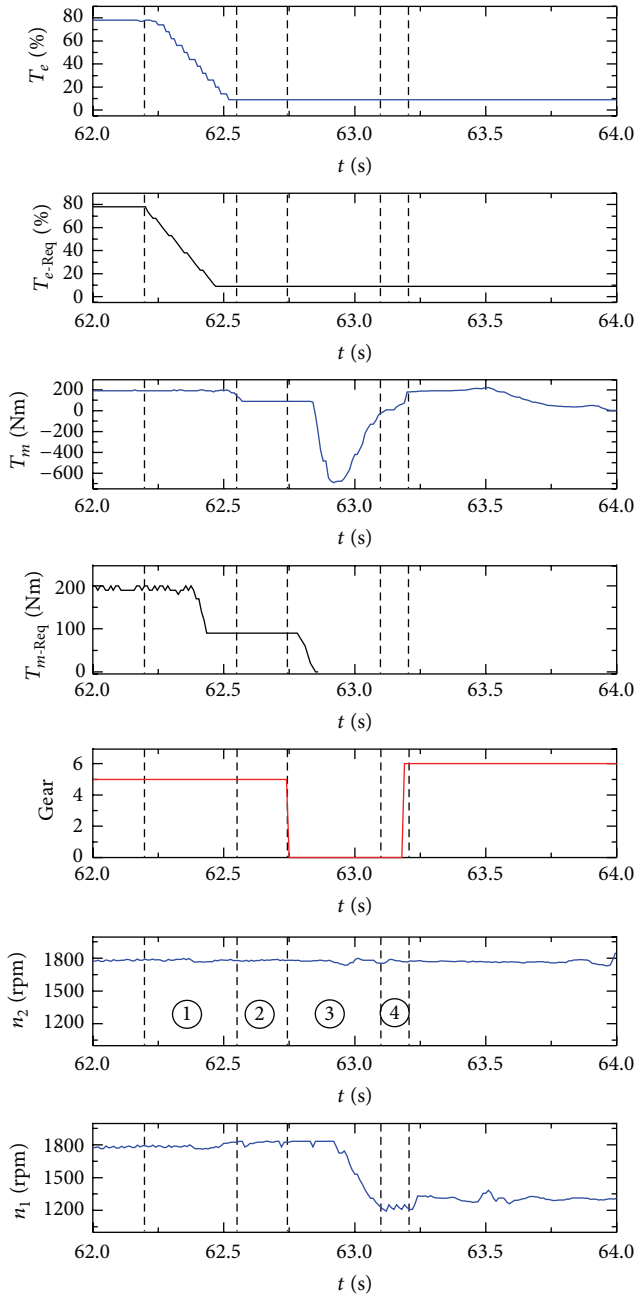 T_e (%)
80
60
40
20
0
62.0 62.5 63.0 63.5 64.0
t (s)
T_e-Req (%)
80
60
40
20
0
62.0 62.5 63.0 63.5 64.0
t (s)
T_m (Nm)
200
0
−200
−400
−600
62.0 62.5 63.0 63.5 64.0
t (s)
T_m-Req (Nm)
200
100
0
62.0 62.5 63.0 63.5 64.0
t (s)
Gear
6
4
2
0
62.0 62.5 63.0 63.5 64.0
t (s)
n_2 (rpm)
1800
1500
1200
1 2 3 4
62.0 62.5 63.0 63.5 64.0
t (s)
n_1 (rpm)
1800
1500
1200
62.0 62.5 63.0 63.5 64.0
t (s)